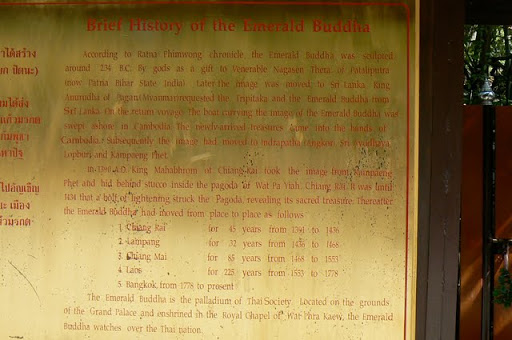 Brief History of the Emerald Buddha
According to Ratna Phimwong chronicle, the Emerald Buddha was sculpted
around 234 B.C. By gods as a gift to Venerable Nagasen Thera of Pataliputra
(now Patna Bihar State, India). Later the image was moved to Sri Lanka. King
of Pagan(Myanmar)requested the Tripitaka and the Emerald Buddha from
Sri Lanka. On the return voyage, The boat carrying the image of the Emerald Buddha was
swept ashore in Cambodia. The newly-arrived treasures came into the hands of
Cambodia. Subsequently the image had moved to Indrapatha (Angkor), Sri Ayudhaya,
Lopburi and Kampaeng Phet.
In A.D. King Mahabhrom of Chiang-Rai took the image from Kampaeng
Phet and hid behind stucco inside the pagoda of Wat Pa Yiah, Chiang Rai. It was until
1434 that a bolt of lightening struck the Pagoda, revealing its sacred treasure. Thereafter
the Emerald Buddha had moved from place to place as follows
1. Chiang Rai for 45 years from 1391 to 1436
2. Lampang for 32 years from 1436 to 1468
3. Chiang Mai for 85 years from 1468 to 1553
4. Laos for 225 years from 1553 to 1778
5. Bangkok, from 1778 to present
The Emerald Buddha is the palladium of Thai Society. Located on the grounds
of the Grand Palace and enshrined in the Royal Chapel of Wat Phra Kaew, the Emerald
Buddha watches over the Thai nation.